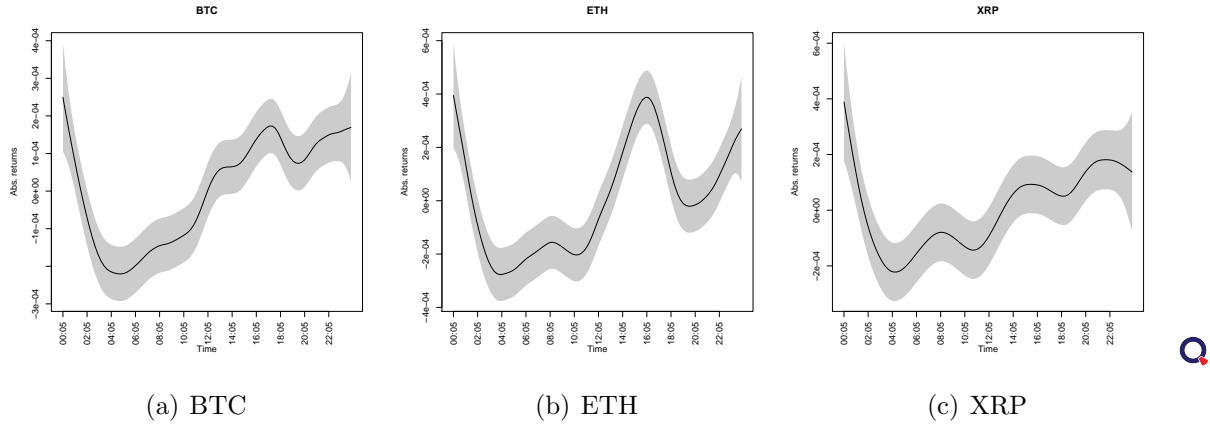 BTC
Abs. returns
4e−04
3e−04
2e−04
1e−04
0e+00
−1e−04
−3e−04
00:05 02:05 04:05 06:05 08:05 10:05 12:05 14:05 16:05 18:05 20:05 22:05
Time
ETH
Abs. returns
6e−04
4e−04
2e−04
0e+00
−2e−04
−4e−04
00:05 02:05 04:05 06:05 08:05 10:05 12:05 14:05 16:05 18:05 20:05 22:05
Time
XRP
Abs. returns
6e−04
4e−04
2e−04
0e+00
−2e−04
00:05 02:05 04:05 06:05 08:05 10:05 12:05 14:05 16:05 18:05 20:05 22:05
Time
(a) BTC
(b) ETH
(c) XRP